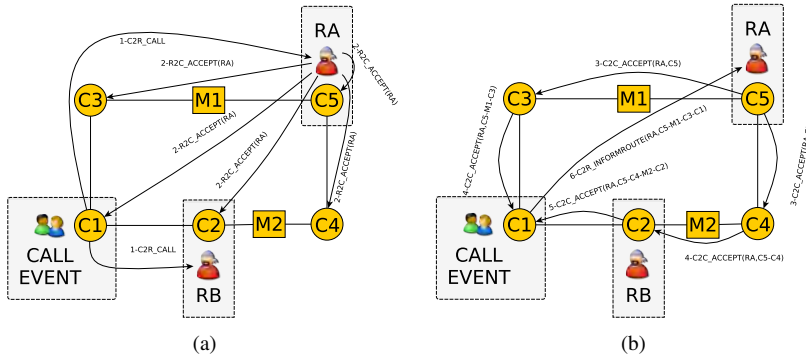 RA
1-C2R_CALL
2-R2C_ACCEPT(RA)
2-R2C_ACCEPT(RA)
C3
M1
C5
2-R2C_ACCEPT(RA)
2-R2C_ACCEPT(RA)
2-R2C_ACCEPT(RA)
C1
C2
M2
C4
CALL
EVENT
1-C2R_CALL
RB
(a)
RA
3-C2C_ACCEPT(RA,C5)
C3
M1
C5
4-C2C_ACCEPT(RA,C5-M1-C3)
6-C2R_INFORMROUTE(RA,C5-M1-C3-C1)
3-C2C_ACCEPT(RA,
5-C2C_ACCEPT(RA,C5-C4-M2-C2)
C1
C2
M2
C4
CALL
EVENT
4-C2C_ACCEPT(RA,C5-C4)
RB
(b)